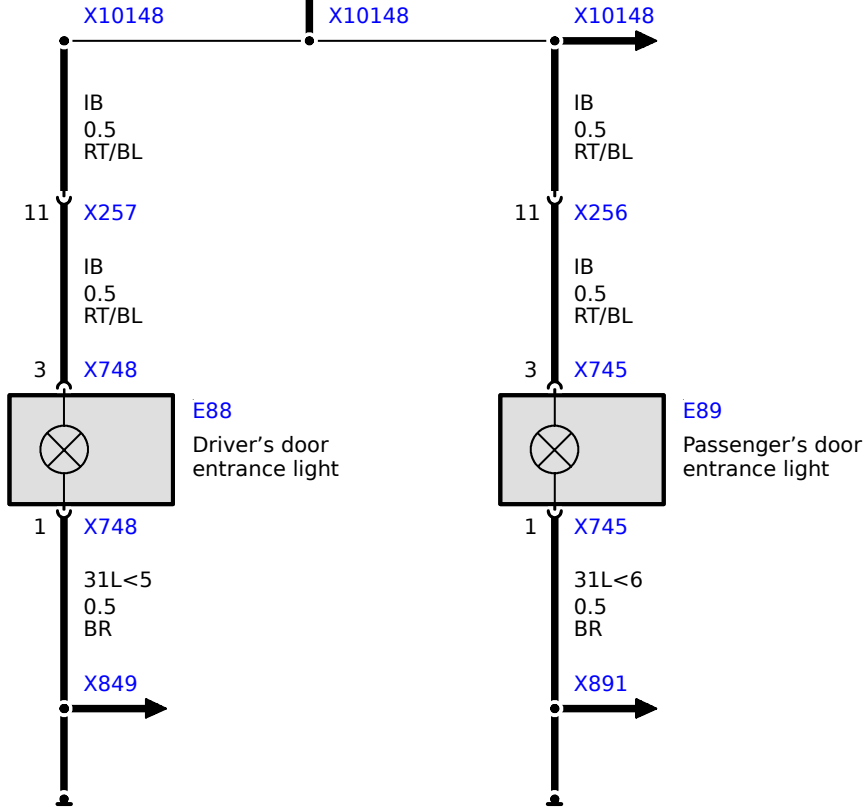 X10148
X10148
X10148
IB
0.5
RT/BL
IB
0.5
RT/BL
11
X257
11
X256
IB
0.5
RT/BL
IB
0.5
RT/BL
3
X748
3
X745
E88
Driver’s door
entrance light
E89
Passenger’s door
entrance light
1
X748
1
X745
31L<5
0.5
BR
31L<6
0.5
BR
X849
X891